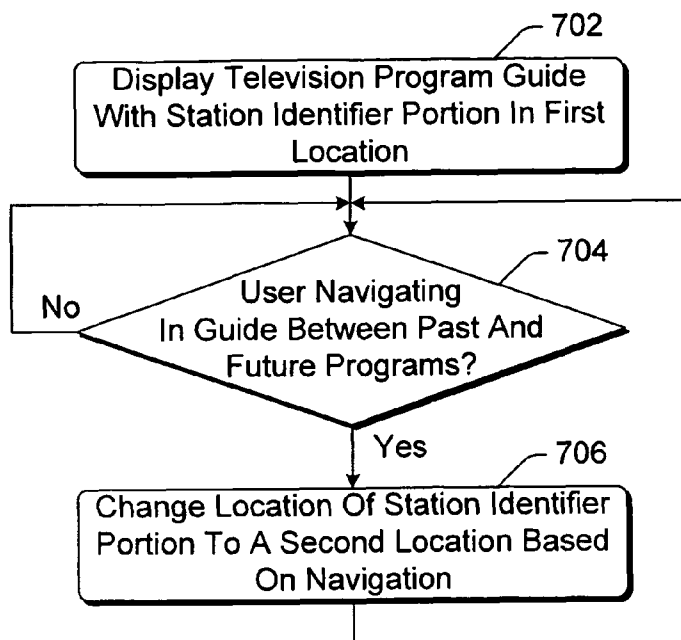 702
Display Television Program Guide
With Station Identifier Portion In First
Location
704
User Navigating
In Guide Between Past And
Future Programs?
No
Yes
706
Change Location Of Station Identifier
Portion To A Second Location Based
On Navigation